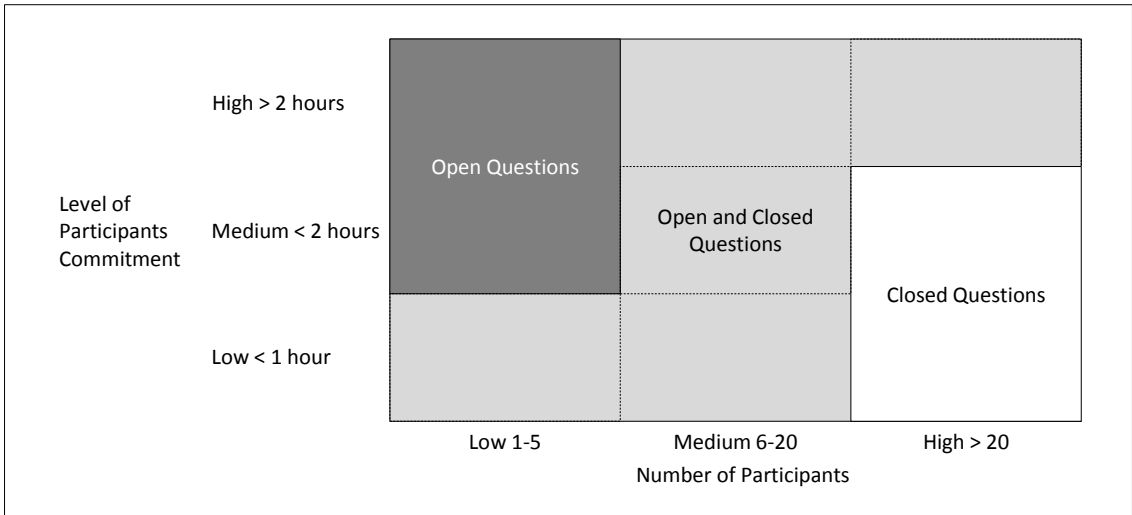 High > 2 hours
Open Questions
Level of
Participants
Commitment
Medium < 2 hours
Open and Closed
Questions
Closed Questions
Low < 1 hour
Low 1-5
Medium 6-20
High > 20
Number of Participants